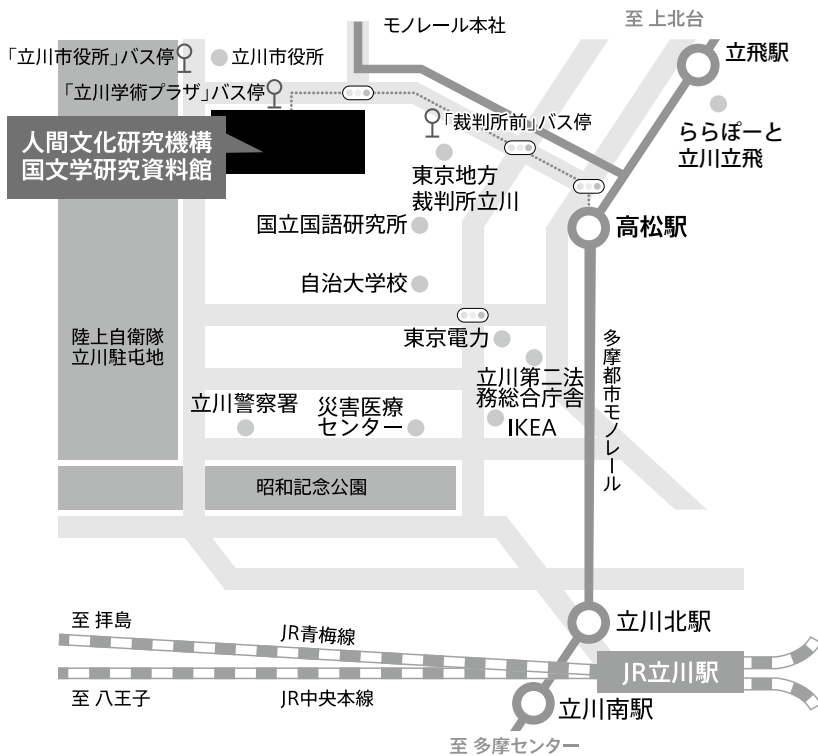 至 上北台
モノレール本社
「立川市役所」バス停
立川市役所
立飛駅
「立川学術プラザ」バス停
「裁判所前」バス停
ららぽーと
立川立飛
人間文化研究機構
国文学研究資料館
東京地方
裁判所立川
国立国語研究所
高松駅
自治大学校
陸上自衛隊
立川駐屯地
東京電力
多摩都市モノレール
立川第二法
務総合庁舎
立川警察署
災害医療
センター
IKEA
昭和記念公園
至 拝島
JR青梅線
立川北駅
JR立川駅
至 八王子
JR中央本線
立川南駅
至 多摩センター